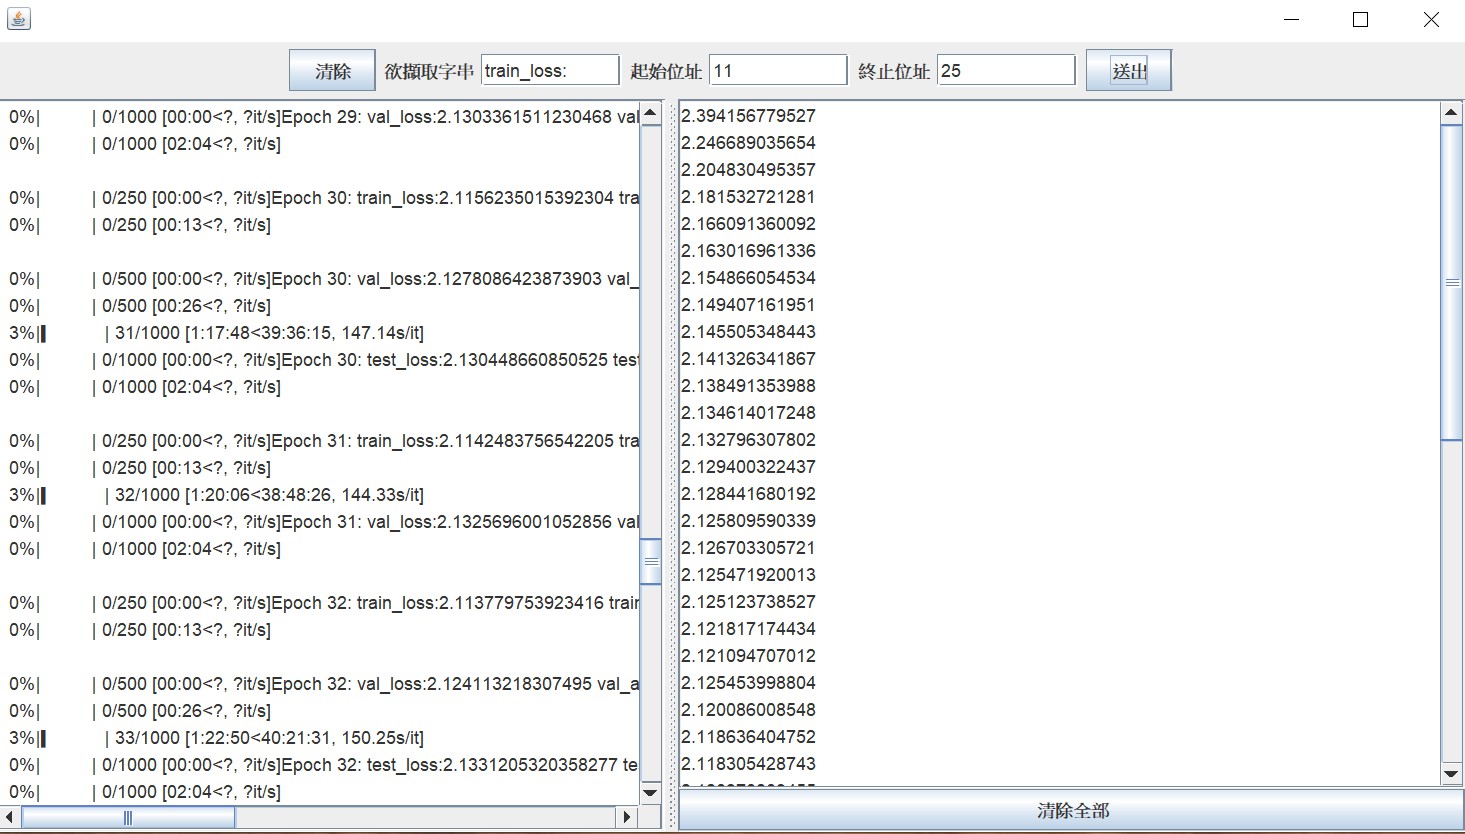 清除 欲擷取字串 train_loss: 起始位址 11 終止位址 25 送出
0%| | 0/1000 [00:00<?, ?it/s]Epoch 29: val_loss:2.1303361511230468 val
0%| | 0/1000 [02:04<?, ?it/s]
0%| | 0/250 [00:00<?, ?it/s]Epoch 30: train_loss:2.1156235015392304 tra
0%| | 0/250 [00:13<?, ?it/s]
0%| | 0/500 [00:00<?, ?it/s]Epoch 30: val_loss:2.1278086423873903 val_
0%| | 0/500 [00:26<?, ?it/s]
3%|▌ | 31/1000 [1:17:48<39:36:15, 147.14s/it]
0%| | 0/1000 [00:00<?, ?it/s]Epoch 30: test_loss:2.130448660850525 test
0%| | 0/1000 [02:04<?, ?it/s]
0%| | 0/250 [00:00<?, ?it/s]Epoch 31: train_loss:2.1142483756542205 tra
0%| | 0/250 [00:13<?, ?it/s]
3%|▌ | 32/1000 [1:20:06<38:48:26, 144.33s/it]
0%| | 0/1000 [00:00<?, ?it/s]Epoch 31: val_loss:2.1325696001052856 val
0%| | 0/1000 [02:04<?, ?it/s]
0%| | 0/250 [00:00<?, ?it/s]Epoch 32: train_loss:2.113779753923416 train
0%| | 0/250 [00:13<?, ?it/s]
0%| | 0/500 [00:00<?, ?it/s]Epoch 32: val_loss:2.124113218307495 val_a
0%| | 0/500 [00:26<?, ?it/s]
3%|▌ | 33/1000 [1:22:50<40:21:31, 150.25s/it]
0%| | 0/1000 [00:00<?, ?it/s]Epoch 32: test_loss:2.1331205320358277 te
0%| | 0/1000 [02:04<?, ?it/s]
2.394156779527
2.246689035654
2.204830495357
2.181532721281
2.166091360092
2.163016961336
2.154866054534
2.149407161951
2.145505348443
2.141326341867
2.138491353988
2.134614017248
2.132796307802
2.129400322437
2.128441680192
2.125809590339
2.126703305721
2.125471920013
2.125123738527
2.121817174434
2.121094707012
2.125453998804
2.120086008548
2.118636404752
2.118305428743
清除全部